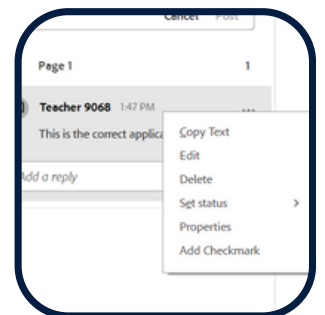 Cancel Post
Page 1 1
Teacher 9068 1:47 PM ...
This is the correct applica
Add a reply
Copy Text
Edit
Delete
Set status >
Properties
Add Checkmark